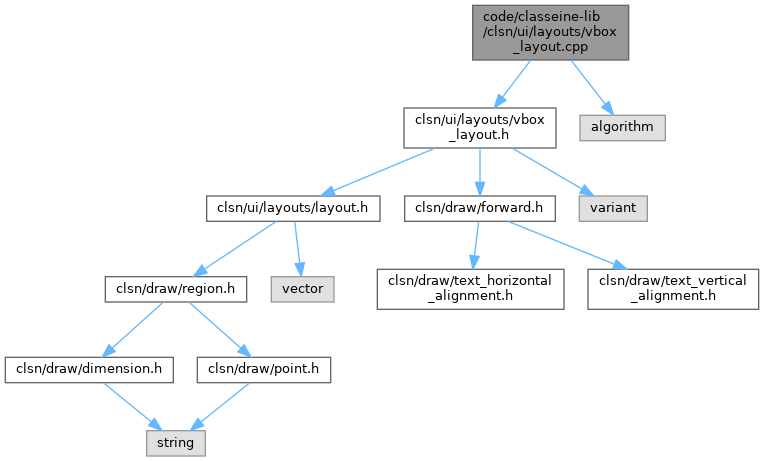 code/classeine-lib
/clsn/ui/layouts/vbox
_layout.cpp
clsn/ui/layouts/vbox
_layout.h
algorithm
clsn/ui/layouts/layout.h
clsn/draw/forward.h
variant
clsn/draw/region.h
vector
clsn/draw/text_horizontal
_alignment.h
clsn/draw/text_vertical
_alignment.h
clsn/draw/dimension.h
clsn/draw/point.h
string